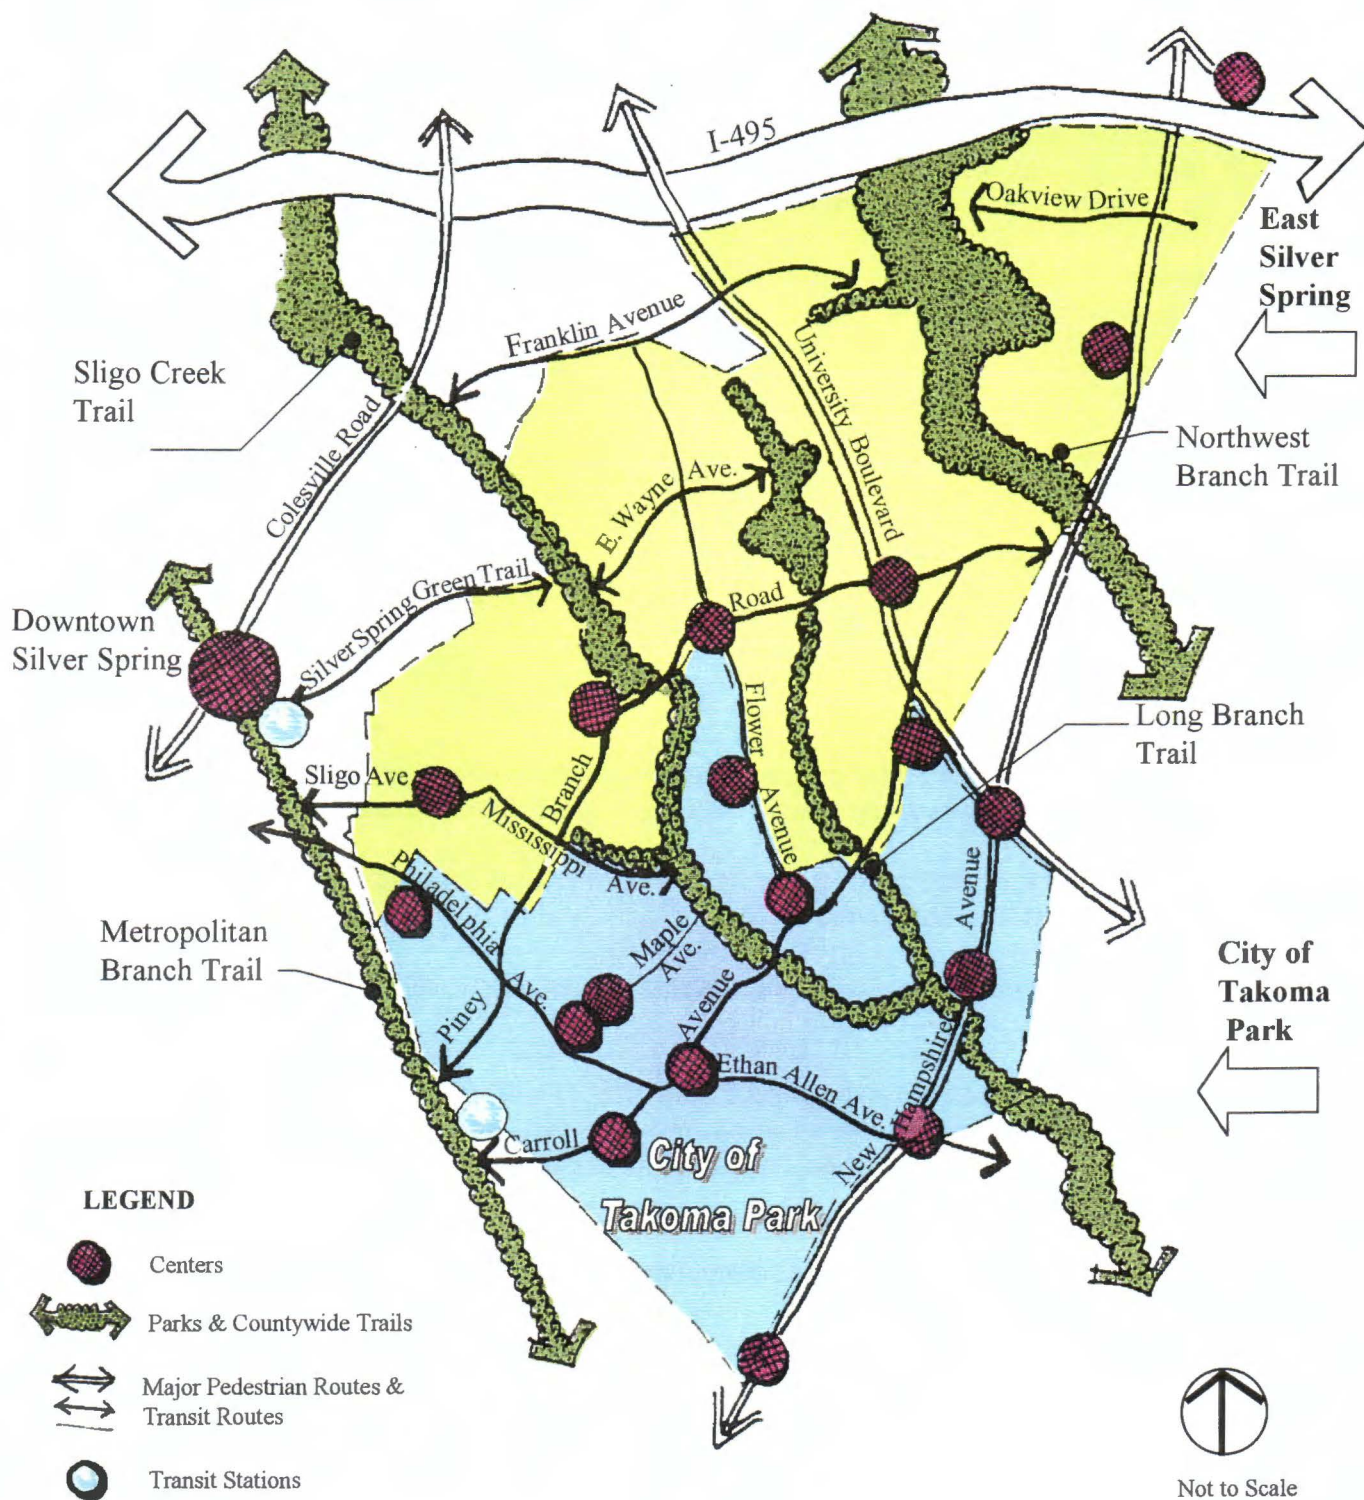 I-495
Oakview Drive
East
Silver
Spring
Franklin Avenue
University Boulevard
Sligo Creek
Trail
Colesville Road
Northwest
Branch Trail
E. Wayne Ave.
Silver Spring Green Trail
Road
Downtown
Silver Spring
Flower
Avenue
Long Branch
Trail
Sligo Ave
Branch
Mississippi
Ave.
Philadelphia
Ave.
Maple
Ave.
Avenue
Metropolitan
Branch Trail
City of
Takoma
Park
Piney
Avenue
Ethan Allen Ave.
New Hampshire
Carroll
City of
Takoma Park
LEGEND
Centers
Parks & Countywide Trails
Major Pedestrian Routes &
Transit Routes
Transit Stations
Not to Scale